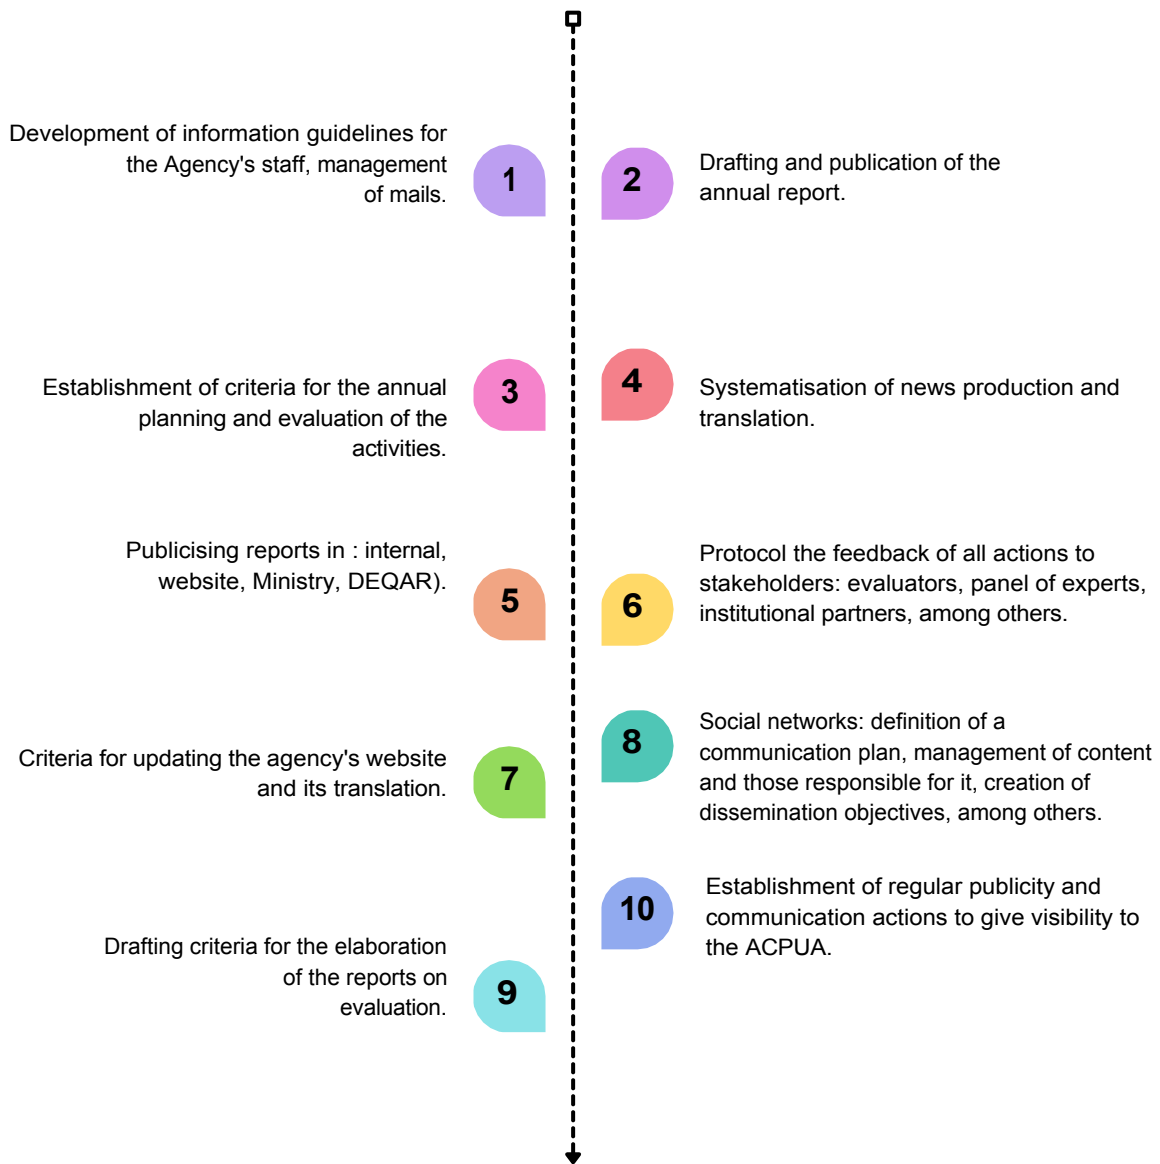 Development of information guidelines for
the Agency's staff, management
of mails.
1
2
Drafting and publication of the
annual report.
Establishment of criteria for the annual
planning and evaluation of the
activities.
3
4
Systematisation of news production and
translation.
Publicising reports in : internal,
website, Ministry, DEQAR).
5
6
Protocol the feedback of all actions to
stakeholders: evaluators, panel of experts,
institutional partners, among others.
Criteria for updating the agency's website
and its translation.
7
8
Social networks: definition of a
communication plan, management of content
and those responsible for it, creation of
dissemination objectives, among others.
Drafting criteria for the elaboration
of the reports on
evaluation.
9
10
Establishment of regular publicity and
communication actions to give visibility to
the ACPUA.